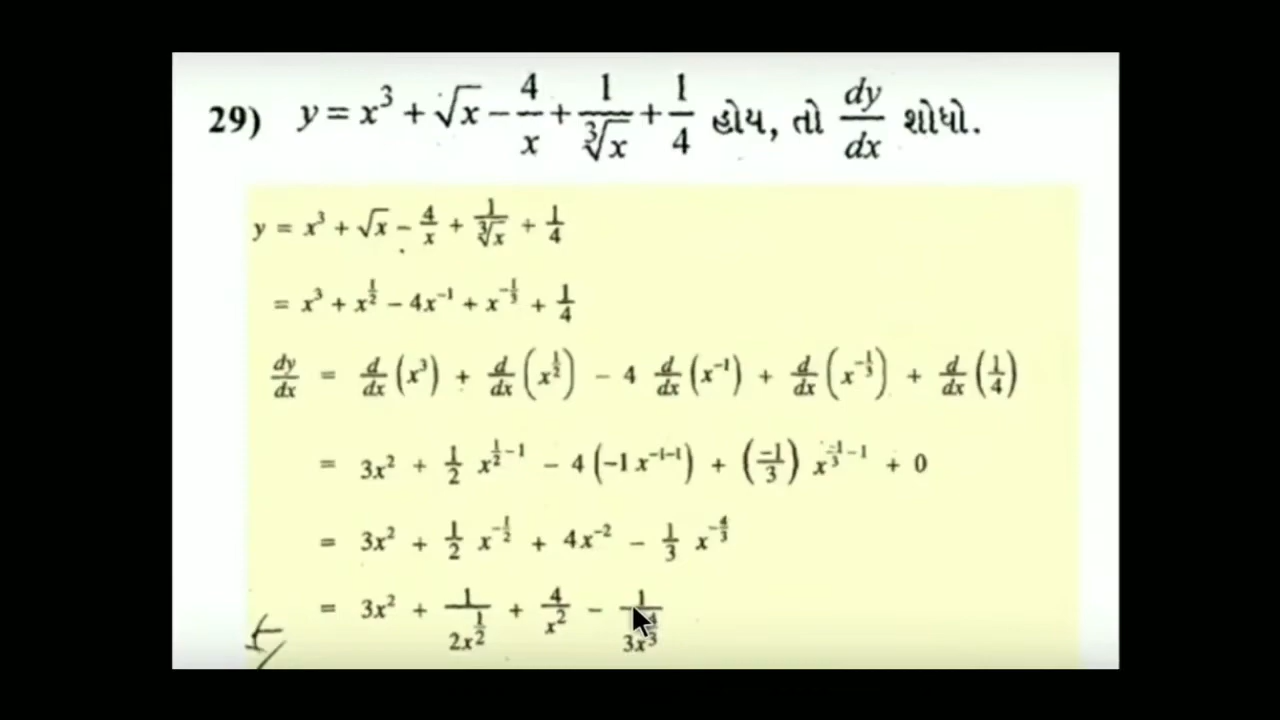 29) y = x³ + √x − 4/x + 1/∛x + 1/4 હોય, તો dy/dx શોધો.
y = x³ + √x − 4/x + 1/∛x + 1/4
= x³ + x^(1/2) − 4x^(−1) + x^(−1/3) + 1/4
dy/dx = d/dx (x³) + d/dx (x^(1/2)) − 4 d/dx (x^(−1)) + d/dx (x^(−1/3)) + d/dx (1/4)
= 3x² + 1/2 x^(1/2 − 1) − 4 (−1 x^(−1−1)) + (−1/3) x^(−1/3 − 1) + 0
= 3x² + 1/2 x^(−1/2) + 4x^(−2) − 1/3 x^(−4/3)
= 3x² + 1/(2x^(1/2)) + 4/x² − 1/(3x^(4/3))